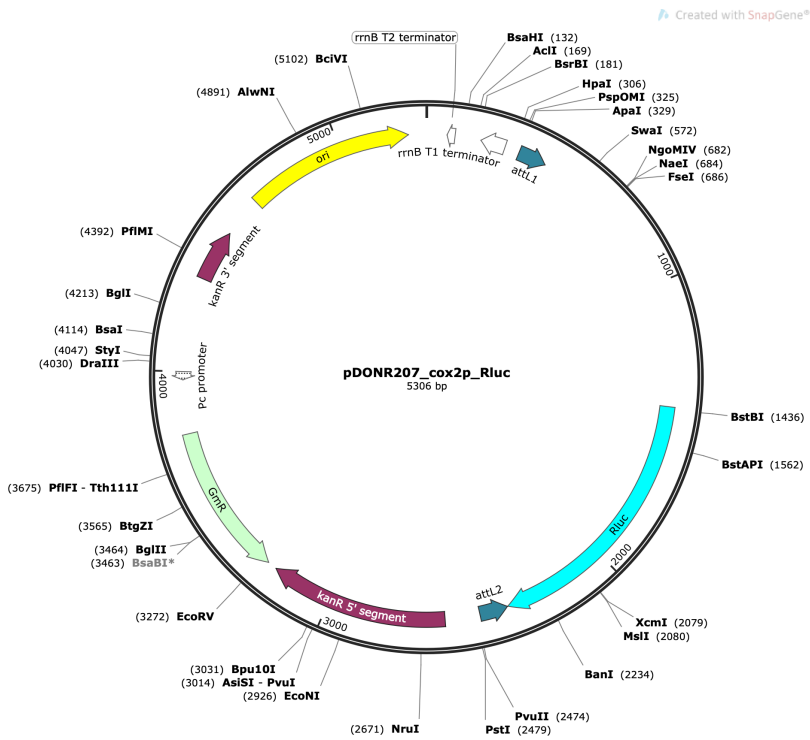 Created with SnapGene®
rrnB T2 terminator
BsaHI (132)
AclI (169)
BsrBI (181)
HpaI (306)
PspOMI (325)
ApaI (329)
SwaI (572)
NgoMIV (682)
NaeI (684)
FseI (686)
(5102) BciVI
(4891) AlwNI
5000
ori
rrnB T1 terminator
attL1
1000
(4392) PflMI
kanR 3' segment
(4213) BglI
(4114) BsaI
(4047) StyI
(4030) DraIII
4000
Pc promoter
pDONR207_cox2p_Rluc
5306 bp
BstBI (1436)
BstAPI (1562)
(3675) PflFI - Tth111I
GmR
(3565) BtgZI
(3464) BglII
(3463) BsaBI*
Rluc
2000
attL2
kanR 5' segment
3000
(3272) EcoRV
XcmI (2079)
MslI (2080)
BanI (2234)
(3031) Bpu10I
(3014) AsiSI - PvuI
(2926) EcoNI
(2671) NruI
PvuII (2474)
PstI (2479)